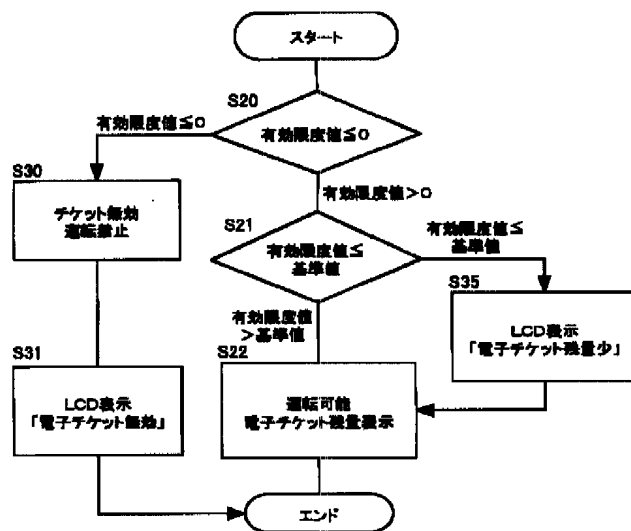 スタート
S20
有効限度値≦0
有効限度値≦0
S30
チケット無効
運転禁止
有効限度値>0
S21
有効限度値≦
基準値
有効限度値≦
基準値
S35
LCD表示
「電子チケット残量少」
有効限度値
>基準値
S31
LCD表示
「電子チケット無効」
S22
運転可能
電子チケット残量表示
エンド